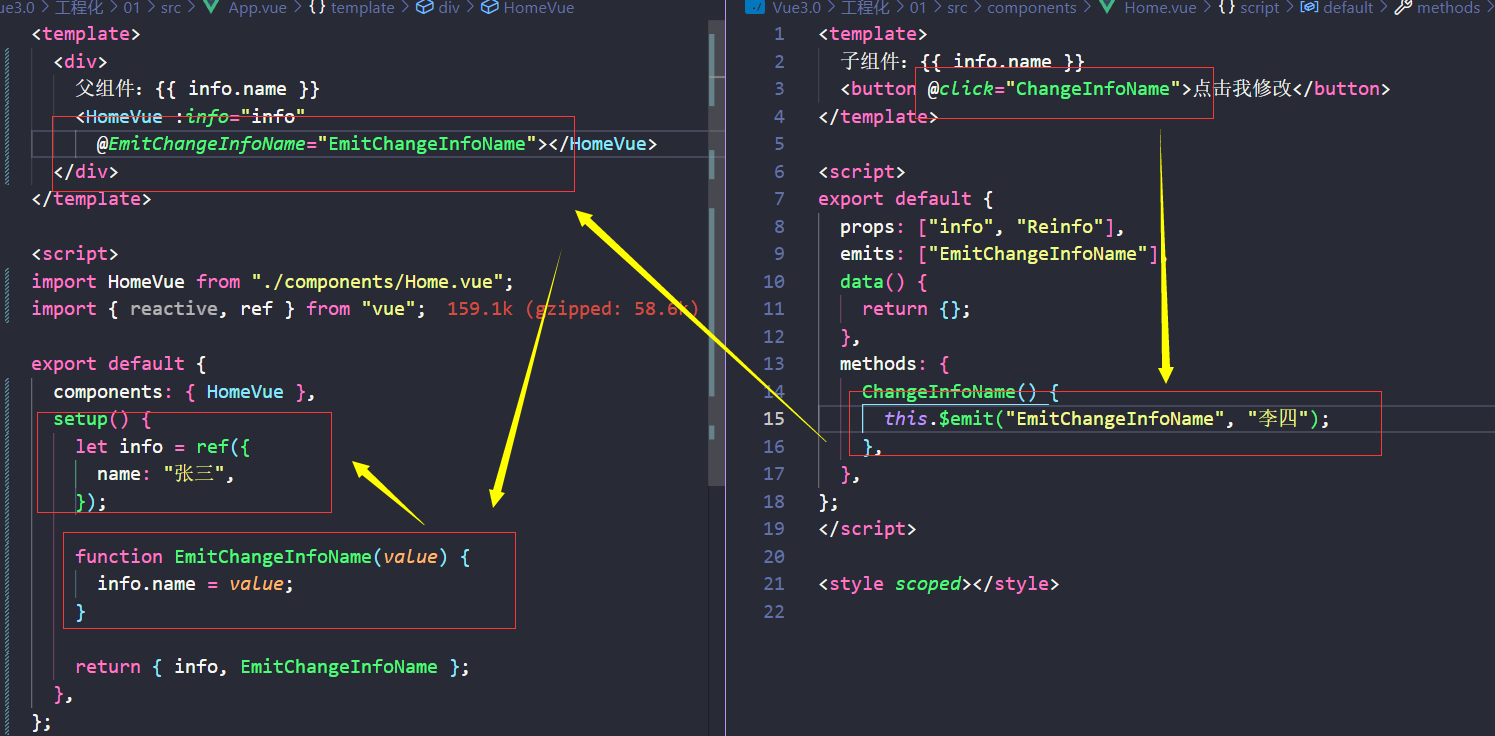 ue3.0 > 工程化 > 01 > src > App.vue > {} template > div > HomeVue
<template>
<div>
父组件：{{ info.name }}
<HomeVue :info="info"
@EmitChangeInfoName="EmitChangeInfoName"></HomeVue>
</div>
</template>
<script>
import HomeVue from "./components/Home.vue";
import { reactive, ref } from "vue"; 159.1k (gzipped: 58.6k)
export default {
components: { HomeVue },
setup() {
let info = ref({
name: "张三",
});
function EmitChangeInfoName(value) {
info.name = value;
}
return { info, EmitChangeInfoName };
},
};
Vue3.0 > 工程化 > 01 > src > components > Home.vue > {} script > default > methods >
1 <template>
2 子组件：{{ info.name }}
3 <button @click="ChangeInfoName">点击我修改</button>
4 </template>
5
6 <script>
7 export default {
8 props: ["info", "Reinfo"],
9 emits: ["EmitChangeInfoName"],
10 data() {
11 return {};
12 },
13 methods: {
14 ChangeInfoName() {
15 this.$emit("EmitChangeInfoName", "李四");
16 },
17 },
18 };
19 </script>
20
21 <style scoped></style>
22